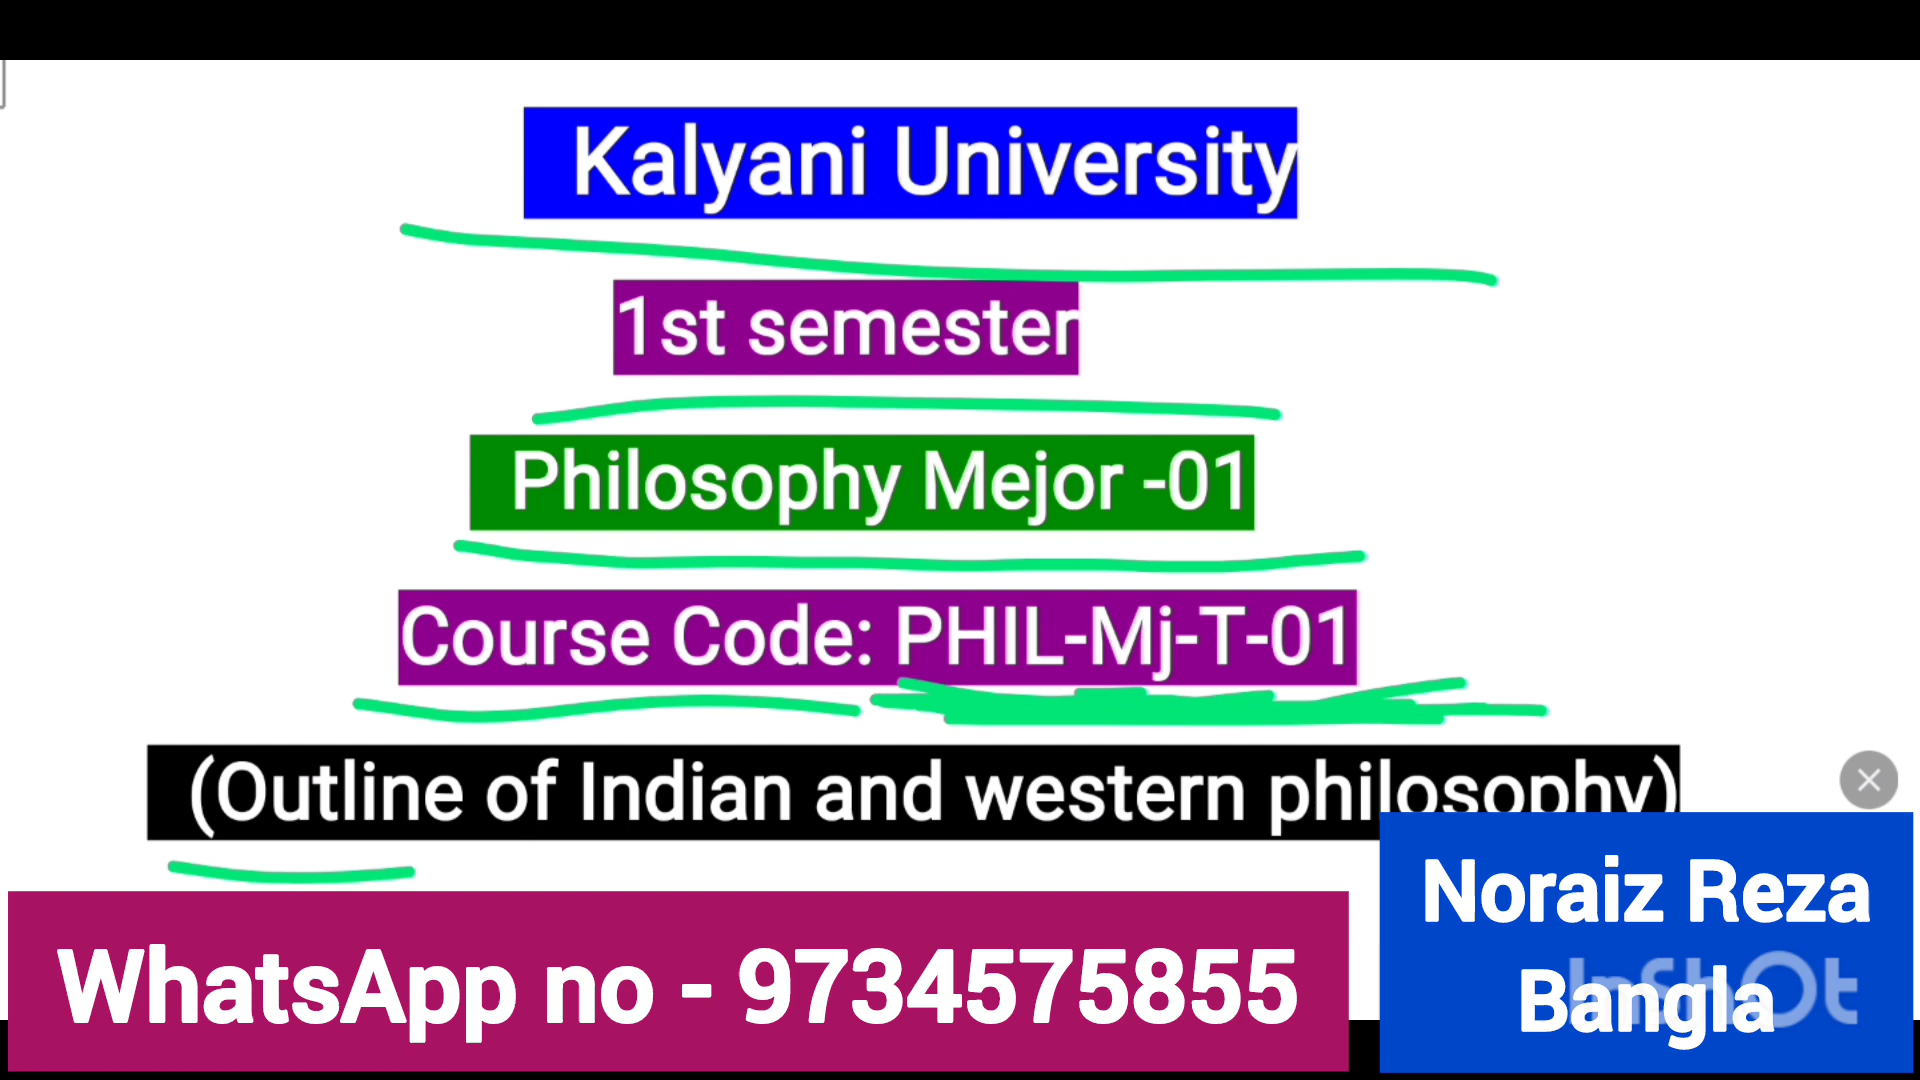 Kalyani University
1st semester
Philosophy Mejor -01
Course Code: PHIL-Mj-T-01
(Outline of Indian and western philosophy)
WhatsApp no - 9734575855
Noraiz Reza
Bangla
InShOt